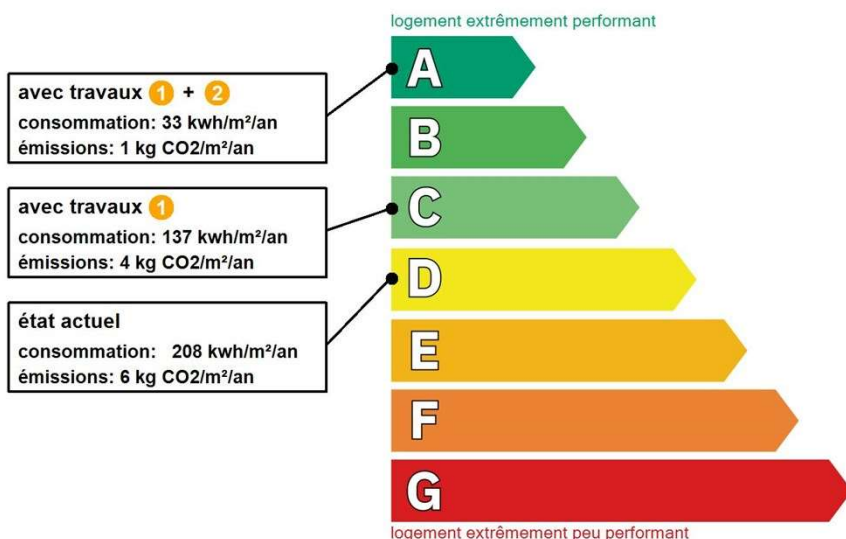 logement extrêmement performant
avec travaux 1 + 2
consommation: 33 kwh/m²/an
émissions: 1 kg CO2/m²/an
avec travaux 1
consommation: 137 kwh/m²/an
émissions: 4 kg CO2/m²/an
état actuel
consommation: 208 kwh/m²/an
émissions: 6 kg CO2/m²/an
A
B
C
D
E
F
G
logement extrêmement peu performant